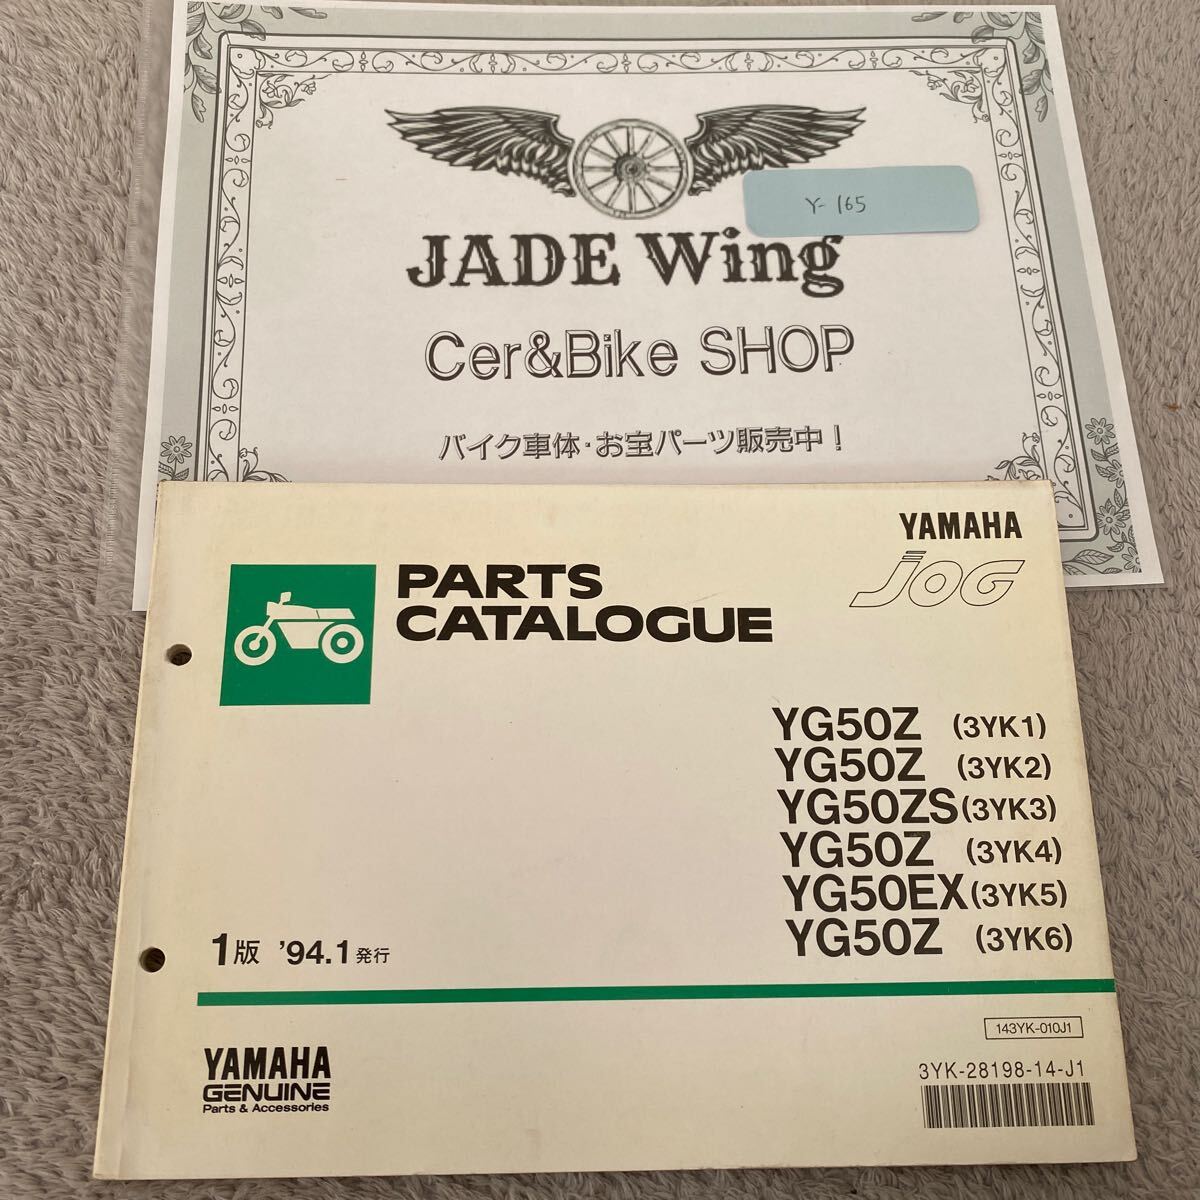 Y-165
JADE Wing
Cer&Bike SHOP
バイク車体・お宝パーツ販売中！
YAMAHA
JOG
PARTS
CATALOGUE
YG50Z (3YK1)
YG50Z (3YK2)
YG50ZS (3YK3)
YG50Z (3YK4)
YG50EX (3YK5)
YG50Z (3YK6)
1版 '94.1発行
143YK-010J1
3YK-28198-14-J1
YAMAHA
GENUINE
Parts & Accessories